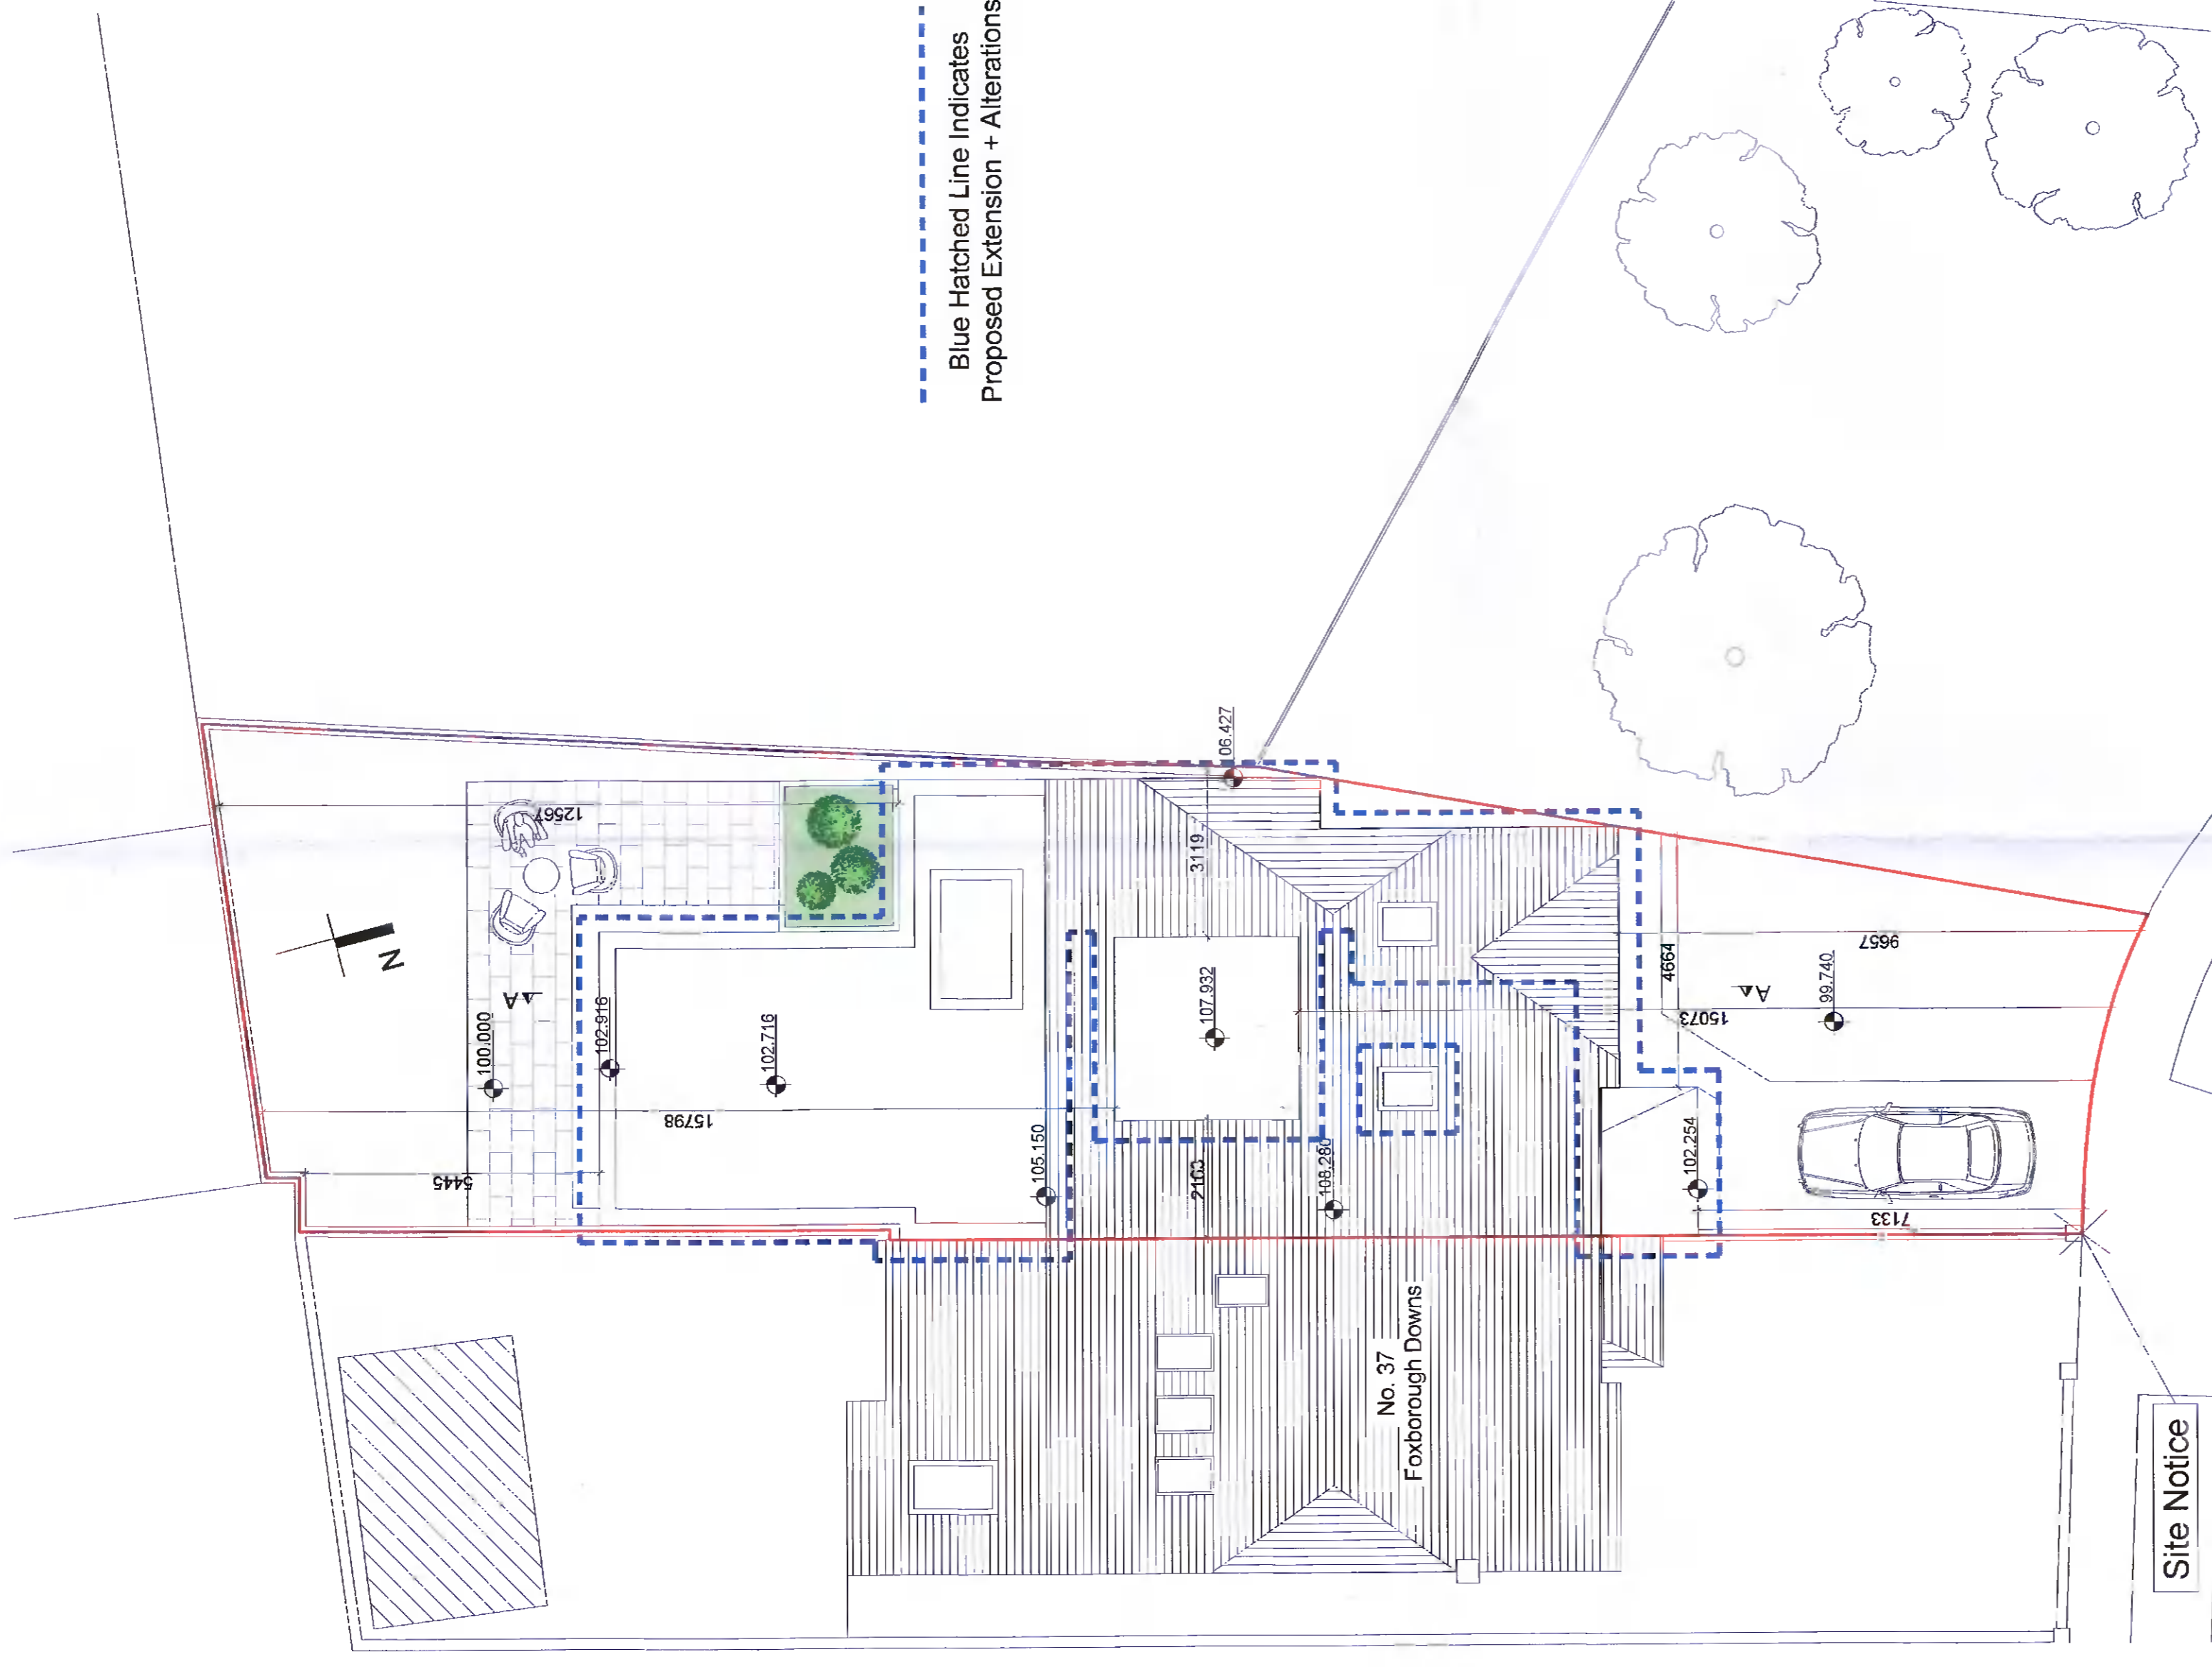 Blue Hatched Line Indicates
Proposed Extension + Alterations
N
12567
A
100.000
102.916
102.716
15798
5445
105.150
06.427
3119
107.932
2163
108.280
4664
15073
A
9657
99.740
102.254
7133
No. 37
Foxborough Downs
Site Notice